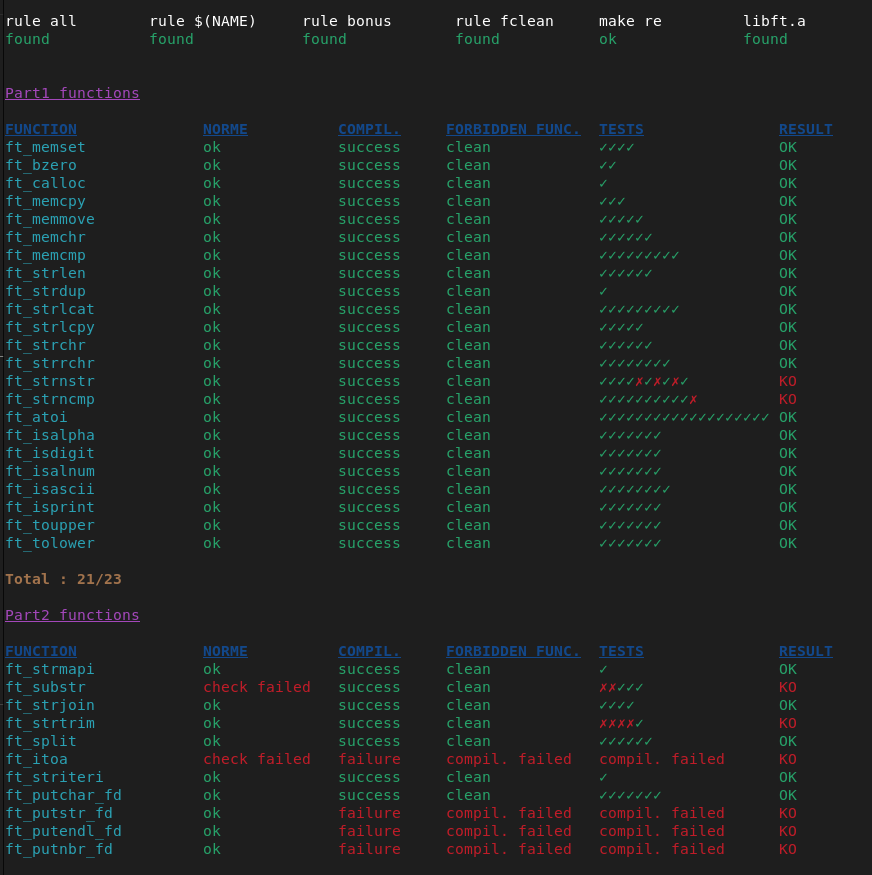 rule all rule $(NAME) rule bonus rule fclean make re libft.a
found found found found ok found
Part1 functions
FUNCTION NORME COMPIL. FORBIDDEN FUNC. TESTS RESULT
ft_memset ok success clean ✓✓✓✓ OK
ft_bzero ok success clean ✓✓ OK
ft_calloc ok success clean ✓ OK
ft_memcpy ok success clean ✓✓✓ OK
ft_memmove ok success clean ✓✓✓✓✓ OK
ft_memchr ok success clean ✓✓✓✓✓✓ OK
ft_memcmp ok success clean ✓✓✓✓✓✓✓✓✓ OK
ft_strlen ok success clean ✓✓✓✓✓✓ OK
ft_strdup ok success clean ✓ OK
ft_strlcat ok success clean ✓✓✓✓✓✓✓✓✓ OK
ft_strlcpy ok success clean ✓✓✓✓✓ OK
ft_strchr ok success clean ✓✓✓✓✓✓ OK
ft_strrchr ok success clean ✓✓✓✓✓✓✓✓ OK
ft_strnstr ok success clean ✓✓✓✓✗✓✗✓✗✓ KO
ft_strncmp ok success clean ✓✓✓✓✓✓✓✓✓✓✗ KO
ft_atoi ok success clean ✓✓✓✓✓✓✓✓✓✓✓✓✓✓✓✓✓✓✓ OK
ft_isalpha ok success clean ✓✓✓✓✓✓✓ OK
ft_isdigit ok success clean ✓✓✓✓✓✓✓ OK
ft_isalnum ok success clean ✓✓✓✓✓✓✓ OK
ft_isascii ok success clean ✓✓✓✓✓✓✓✓ OK
ft_isprint ok success clean ✓✓✓✓✓✓✓ OK
ft_toupper ok success clean ✓✓✓✓✓✓✓ OK
ft_tolower ok success clean ✓✓✓✓✓✓✓ OK
Total : 21/23
Part2 functions
FUNCTION NORME COMPIL. FORBIDDEN FUNC. TESTS RESULT
ft_strmapi ok success clean ✓ OK
ft_substr check failed success clean ✗✗✓✓✓ KO
ft_strjoin ok success clean ✓✓✓✓ OK
ft_strtrim ok success clean ✗✗✗✗✓ KO
ft_split ok success clean ✓✓✓✓✓✓ OK
ft_itoa check failed failure compil. failed compil. failed KO
ft_striteri ok success clean ✓ OK
ft_putchar_fd ok success clean ✓✓✓✓✓✓✓ OK
ft_putstr_fd ok failure compil. failed compil. failed KO
ft_putendl_fd ok failure compil. failed compil. failed KO
ft_putnbr_fd ok failure compil. failed compil. failed KO